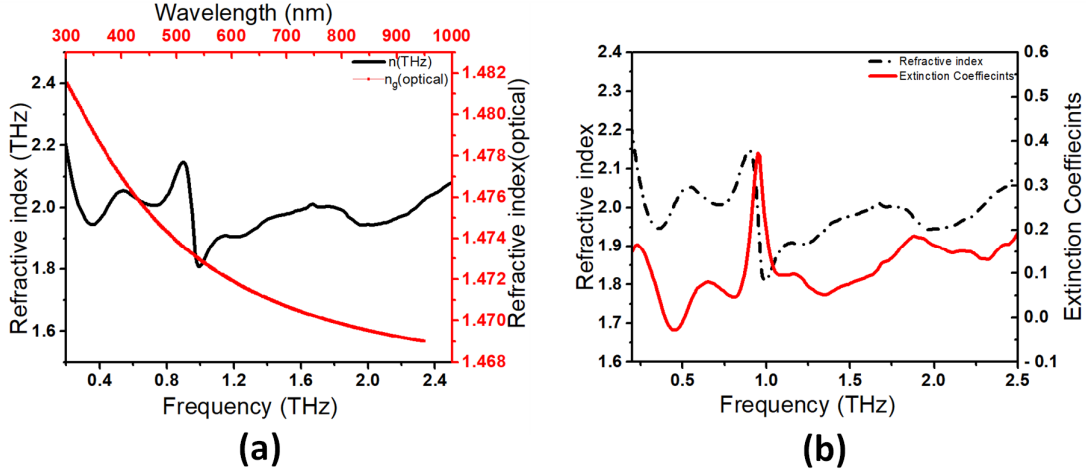 Wavelength (nm)
300 400 500 600 700 800 900 1000
n(THz)
ng(optical)
2.4
2.2
2.0
1.8
1.6
Refractive index (THz)
1.482
1.480
1.478
1.476
1.474
1.472
1.470
1.468
Refractive index(optical)
0.4 0.8 1.2 1.6 2.0 2.4
Frequency (THz)
(a)
Refractive index
Extinction Coeffiecints
2.4
2.3
2.2
2.1
2.0
1.9
1.8
1.7
1.6
Refractive index
0.6
0.5
0.4
0.3
0.2
0.1
0.0
-0.1
Extinction Coeffiecints
0.5 1.0 1.5 2.0 2.5
Frequency (THz)
(b)